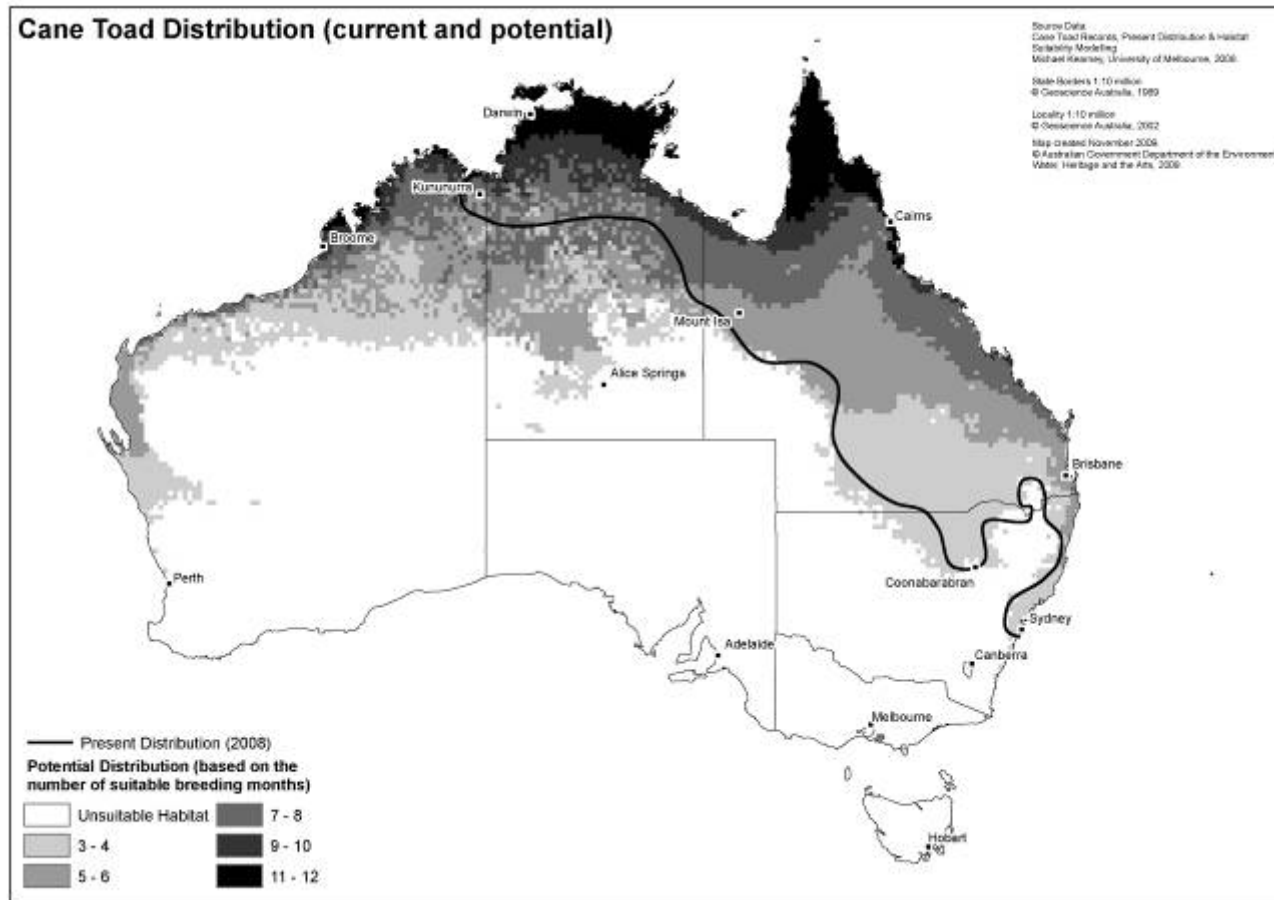 Cane Toad Distribution (current and potential)
Source Data:
Cane Toad Records, Present Distribution & Habitat
Suitability Modelling
Michael Kearney, University of Melbourne, 2008
State Borders 1:10 million
© Geoscience Australia, 1989
Locality 1:10 million
© Geoscience Australia, 2002
Map created November 2009
© Australian Government Department of the Environment
Water, Heritage and the Arts, 2009
Darwin
Kununurra
Cairns
Broome
Mount Isa
Alice Springs
Brisbane
Coonabarabran
Perth
Sydney
Adelaide
Canberra
Melbourne
Hobart
Present Distribution (2008)
Potential Distribution (based on the
number of suitable breeding months)
Unsuitable Habitat
7 - 8
3 - 4
9 - 10
5 - 6
11 - 12